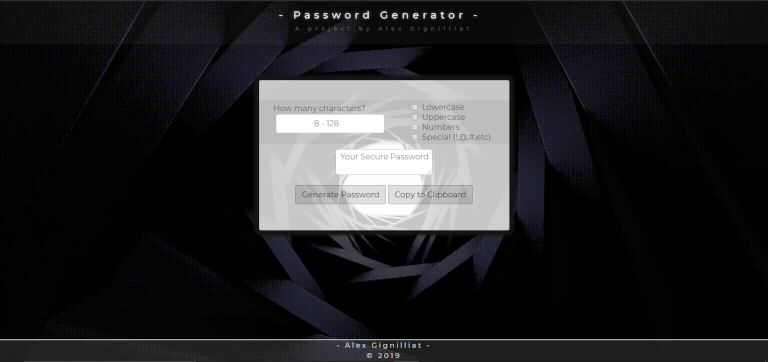 - Password Generator -
A project by Alex Gignilliat
How many characters?
8 - 128
Lowercase
Uppercase
Numbers
Special (!,@,#,etc)
Your Secure Password
Generate Password
Copy to Clipboard
- Alex Gignilliat -
© 2019